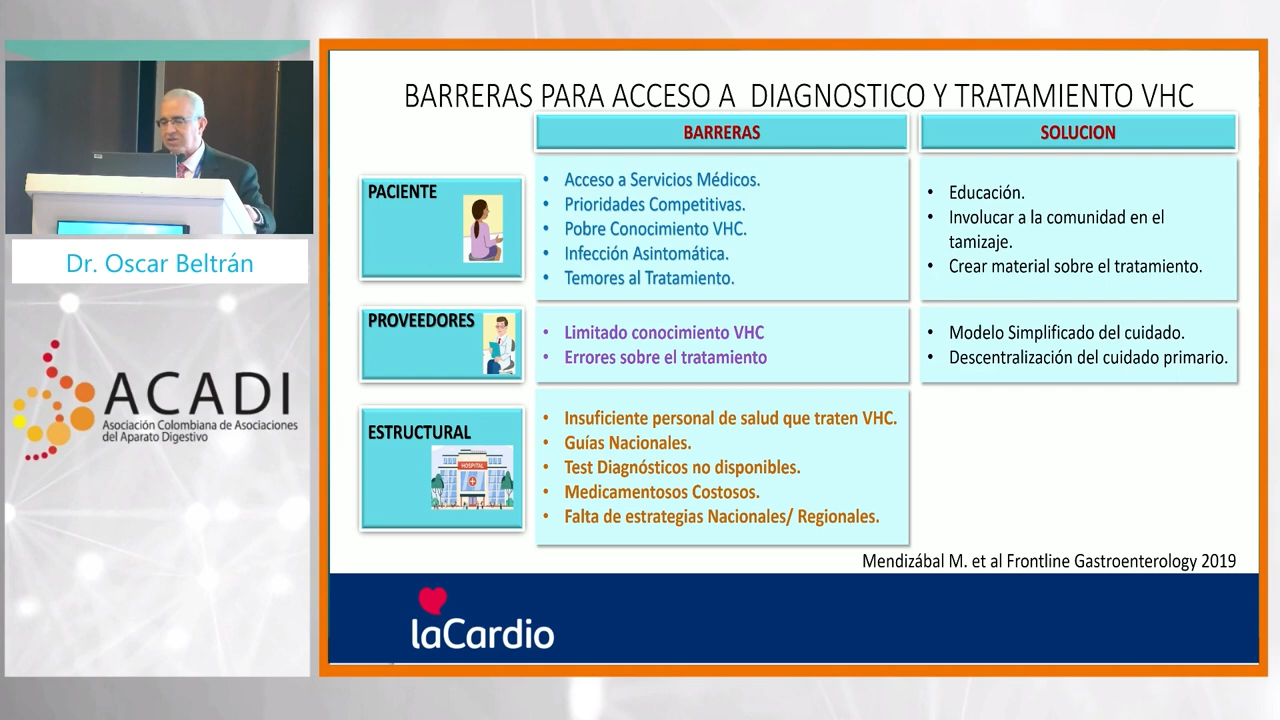 BARRERAS PARA ACCESO A DIAGNOSTICO Y TRATAMIENTO VHC
BARRERAS
SOLUCION
PACIENTE
• Acceso a Servicios Médicos.
• Prioridades Competitivas.
• Pobre Conocimiento VHC.
• Infección Asintomática.
• Temores al Tratamiento.
• Educación.
• Involucar a la comunidad en el
tamizaje.
• Crear material sobre el tratamiento.
PROVEEDORES
• Limitado conocimiento VHC
• Errores sobre el tratamiento
• Modelo Simplificado del cuidado.
• Descentralización del cuidado primario.
ESTRUCTURAL
HOSPITAL
• Insuficiente personal de salud que traten VHC.
• Guías Nacionales.
• Test Diagnósticos no disponibles.
• Medicamentosos Costosos.
• Falta de estrategias Nacionales/ Regionales.
Mendizábal M. et al Frontline Gastroenterology 2019
laCardio
Dr. Oscar Beltrán
ACADI
Asociación Colombiana de Asociaciones
del Aparato Digestivo